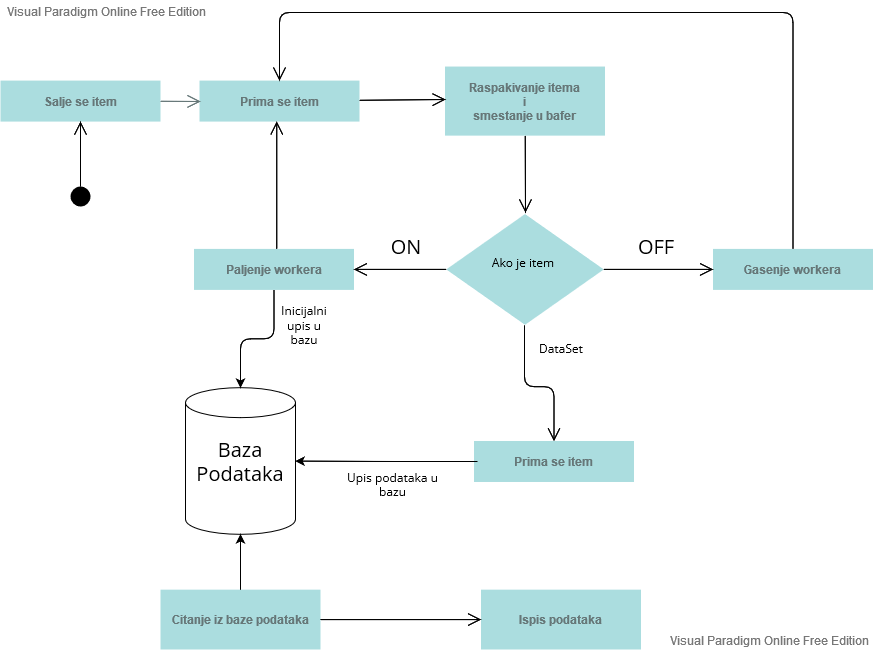 Visual Paradigm Online Free Edition
Salje se item
Prima se item
Raspakivanje itema
i
smestanje u bafer
ON
Ako je item
OFF
Paljenje workera
Gasenje workera
Inicijalni
upis u
bazu
DataSet
Baza
Podataka
Prima se item
Upis podataka u
bazu
Citanje iz baze podataka
Ispis podataka
Visual Paradigm Online Free Edition